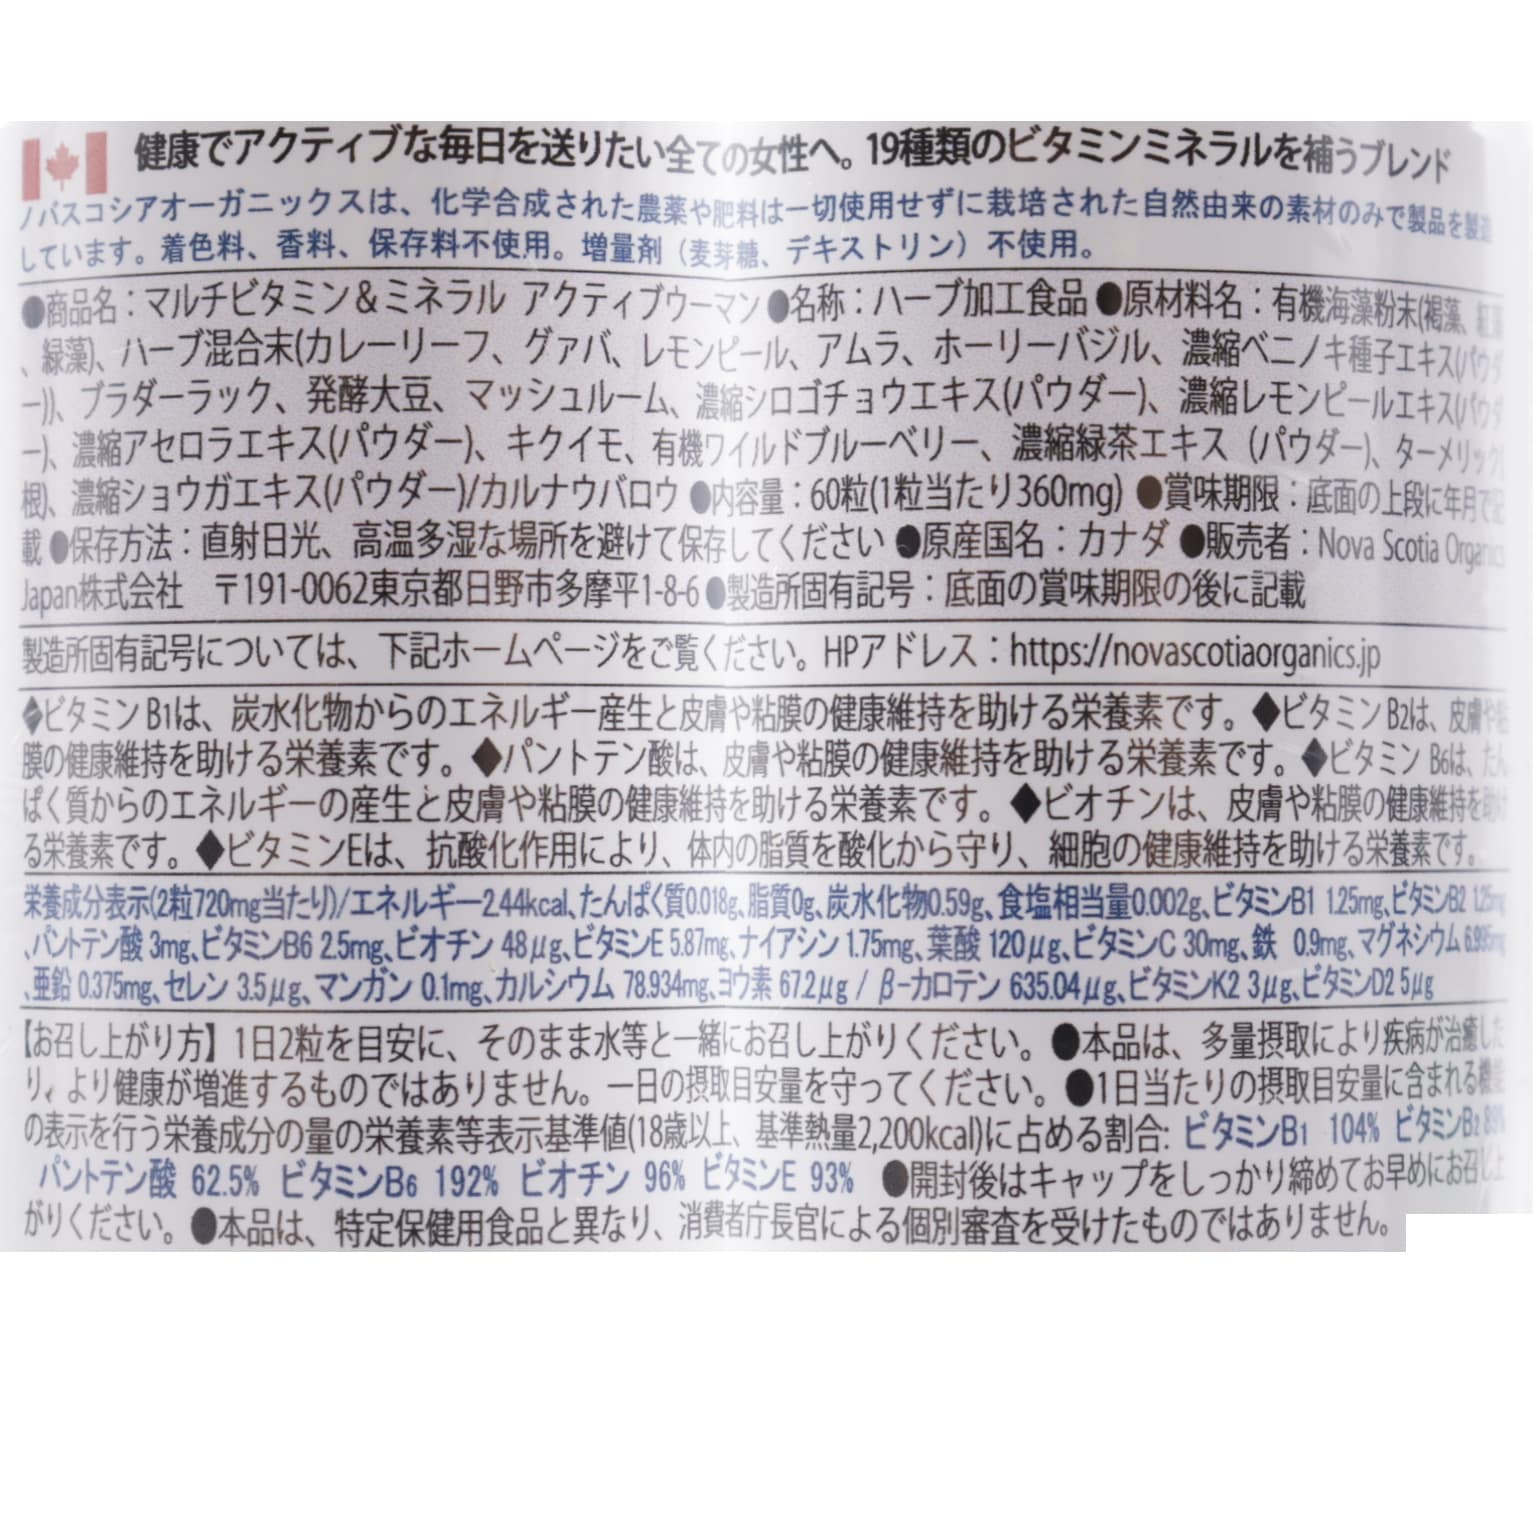 健康でアクティブな毎日を送りたい全ての女性へ。19種類のビタミンミネラルを補うブレンド
ノバスコシアオーガニックスは、化学合成された農薬や肥料は一切使用せずに栽培された自然由来の素材のみで製品を製造
しています。着色料、香料、保存料不使用。増量剤（麦芽糖、デキストリン）不使用。
●商品名：マルチビタミン&ミネラル アクティブウーマン●名称：ハーブ加工食品●原材料名：有機海藻粉末(褐藻、紅藻
、緑藻)、ハーブ混合末(カレーリーフ、グァバ、レモンピール、アムラ、ホーリーバジル、濃縮ベニノキ種子エキス(パウダ
ー))、ブラダーラック、発酵大豆、マッシュルーム、濃縮シロゴチョウエキス(パウダー)、濃縮レモンピールエキス(パウダ
ー)、濃縮アセロラエキス(パウダー)、キクイモ、有機ワイルドブルーベリー、濃縮緑茶エキス（パウダー)、ターメリック(
根)、濃縮ショウガエキス(パウダー)/カルナウバロウ●内容量：60粒(1粒当たり360mg)●賞味期限：底面の上段に年月で記
載●保存方法：直射日光、高温多湿な場所を避けて保存してください●原産国名：カナダ●販売者：Nova Scotia Organics
Japan株式会社　〒191-0062東京都日野市多摩平1-8-6●製造所固有記号：底面の賞味期限の後に記載
製造所固有記号については、下記ホームページをご覧ください。HPアドレス：https://novascotiaorganics.jp
◆ビタミンB1は、炭水化物からのエネルギー産生と皮膚や粘膜の健康維持を助ける栄養素です。◆ビタミンB2は、皮膚や粘
膜の健康維持を助ける栄養素です。◆パントテン酸は、皮膚や粘膜の健康維持を助ける栄養素です。◆ビタミン B6は、たん
ぱく質からのエネルギーの産生と皮膚や粘膜の健康維持を助ける栄養素です。◆ビオチンは、皮膚や粘膜の健康維持を助け
る栄養素です。◆ビタミンEは、抗酸化作用により、体内の脂質を酸化から守り、細胞の健康維持を助ける栄養素です。
栄養成分表示(2粒720mg当たり)/エネルギー2.44kcal、たんぱく質0.018g、脂質0g、炭水化物0.59g、食塩相当量0.002g、ビタミンB1 1.25mg、ビタミンB2 1.25mg
、パントテン酸 3mg、ビタミンB6 2.5mg、ビオチン 48μg、ビタミンE 5.87mg、ナイアシン 1.75mg、葉酸 120μg、ビタミンC 30mg、鉄 0.9mg、マグネシウム 6.995mg
、亜鉛 0.375mg、セレン 3.5μg、マンガン 0.1mg、カルシウム 78.934mg、ヨウ素 67.2μg / β-カロテン 635.04μg、ビタミンK2 3μg、ビタミンD2 5μg
【お召し上がり方】1日2粒を目安に、そのまま水等と一緒にお召し上がりください。●本品は、多量摂取により疾病が治癒した
り、より健康が増進するものではありません。一日の摂取目安量を守ってください。●1日当たりの摂取目安量に含まれる機能
の表示を行う栄養成分の量の栄養素等表示基準値(18歳以上、基準熱量2,200kcal)に占める割合: ビタミンB1 104% ビタミンB2 89%
パントテン酸 62.5% ビタミンB6 192% ビオチン 96% ビタミンE 93% ●開封後はキャップをしっかり締めてお早めにお召し上
がりください。●本品は、特定保健用食品と異なり、消費者庁長官による個別審査を受けたものではありません。